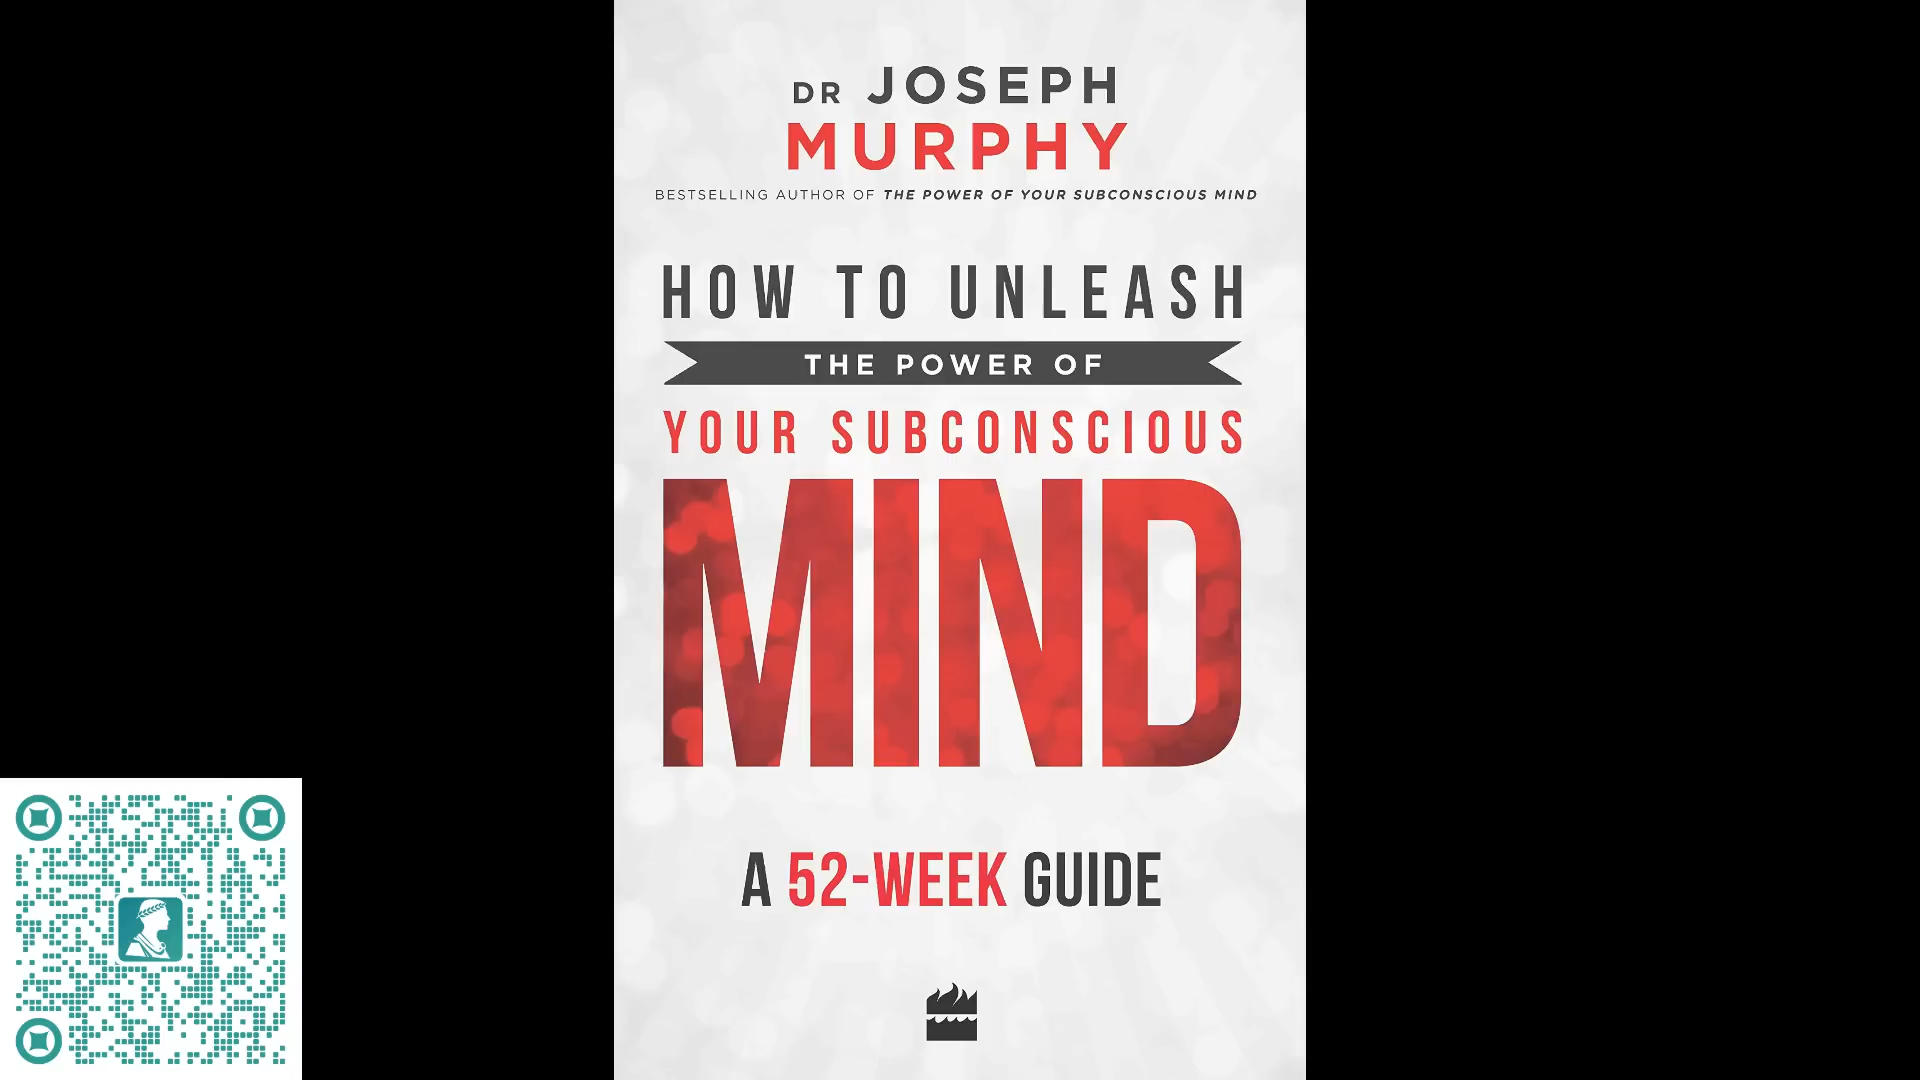 DR JOSEPH
MURPHY
BESTSELLING AUTHOR OF THE POWER OF YOUR SUBCONSCIOUS MIND
HOW TO UNLEASH
THE POWER OF
YOUR SUBCONSCIOUS
MIND
A 52-WEEK GUIDE